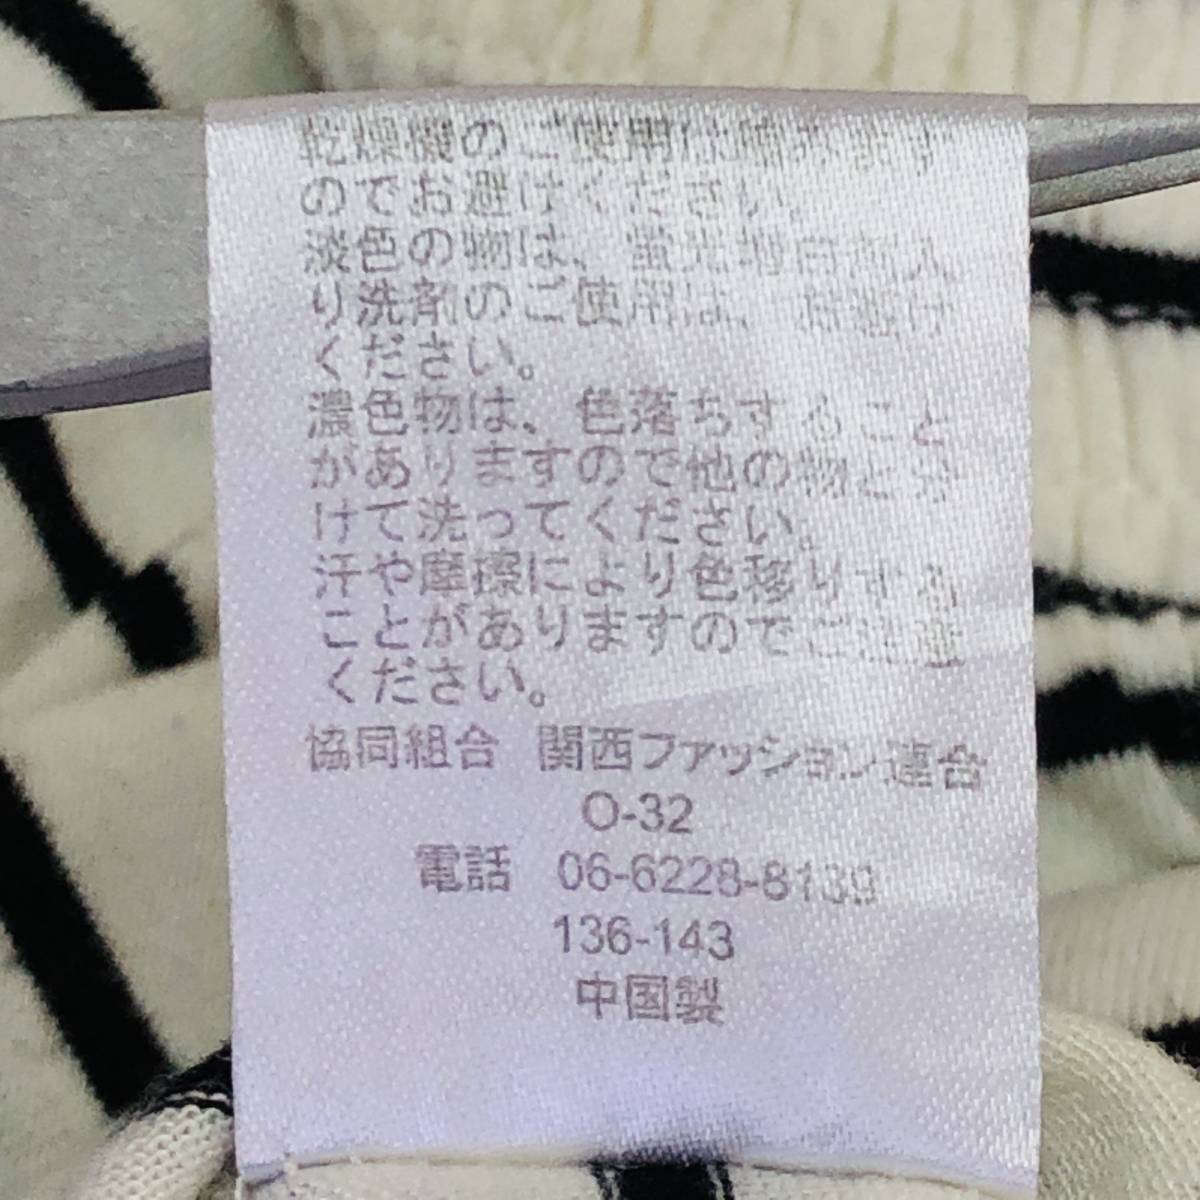 乾燥機のご使用は縮みます
のでお避けください。
淡色の物は、蛍光増白剤入
り洗剤のご使用は、お避け
ください。
濃色物は、色落ちすること
がありますので他の物と分
けて洗ってください。
汗や摩擦により色移りする
ことがありますのでご注意
ください。
協同組合 関西ファッション連合
O-32
電話 06-6228-8139
136-143
中国製